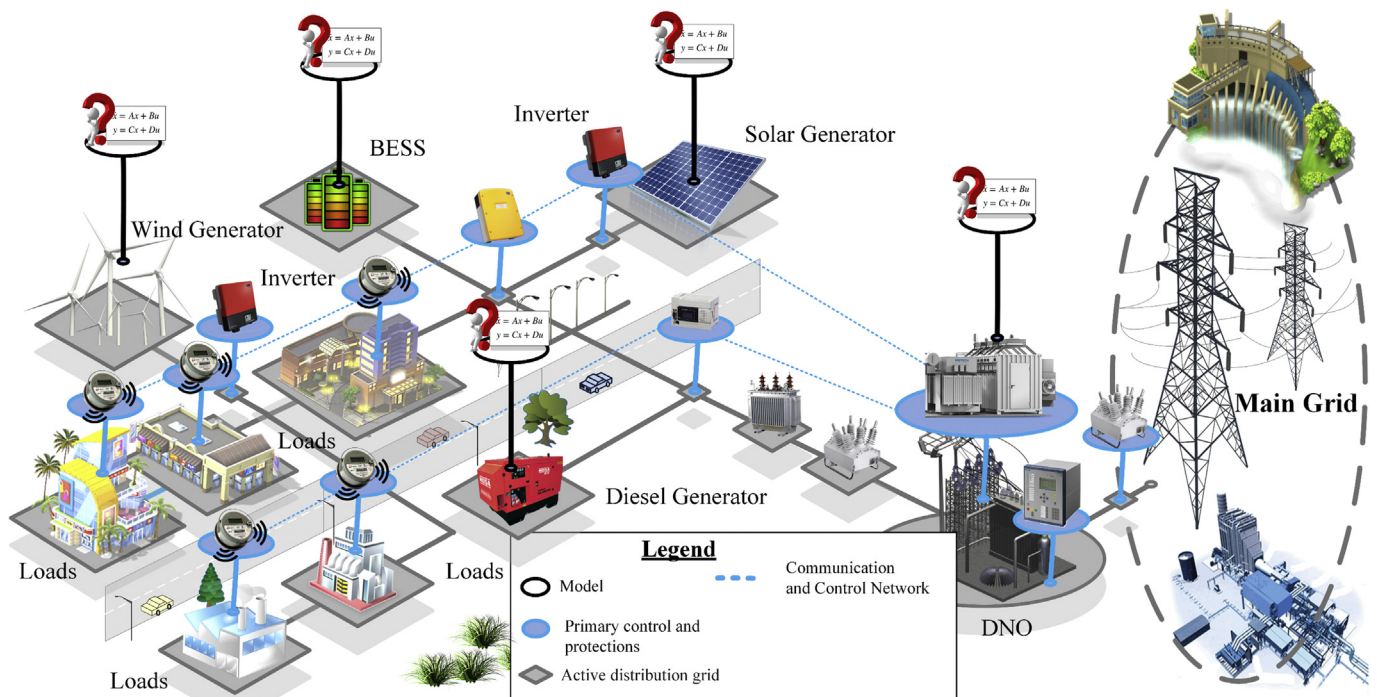 x = Ax + Bu
y = Cx + Du
x = Ax + Bu
y = Cx + Du
Inverter
Solar Generator
BESS
x = Ax + Bu
y = Cx + Du
x = Ax + Bu
y = Cx + Du
Wind Generator
Inverter
x = Ax + Bu
y = Cx + Du
Main Grid
Loads
Diesel Generator
Loads
Loads
Loads
DNO
Legend
Model
Communication
and Control Network
Primary control and
protections
Active distribution grid